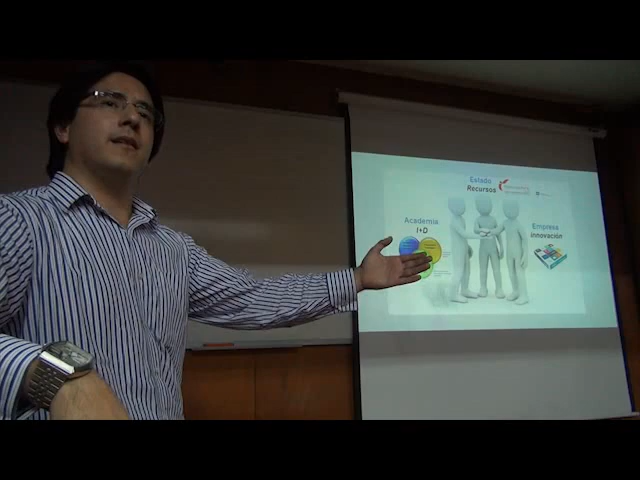 Estado
Recursos
Academia
I+D
Empresa
Innovación